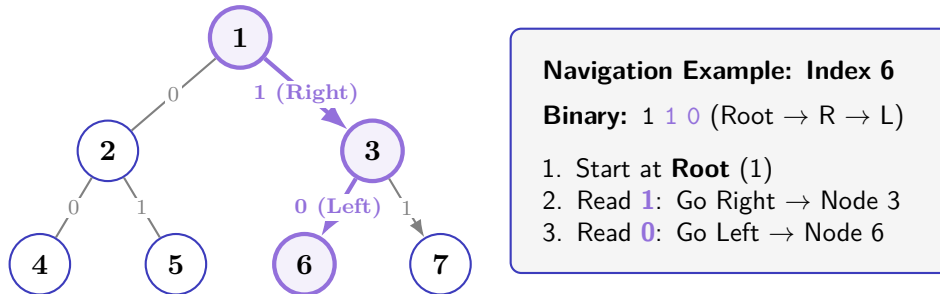 1
0
1 (Right)
2
3
0
1
0 (Left)
1
4
5
6
7
Navigation Example: Index 6
Binary: 1 1 0 (Root → R → L)
1. Start at Root (1)
2. Read 1: Go Right → Node 3
3. Read 0: Go Left → Node 6